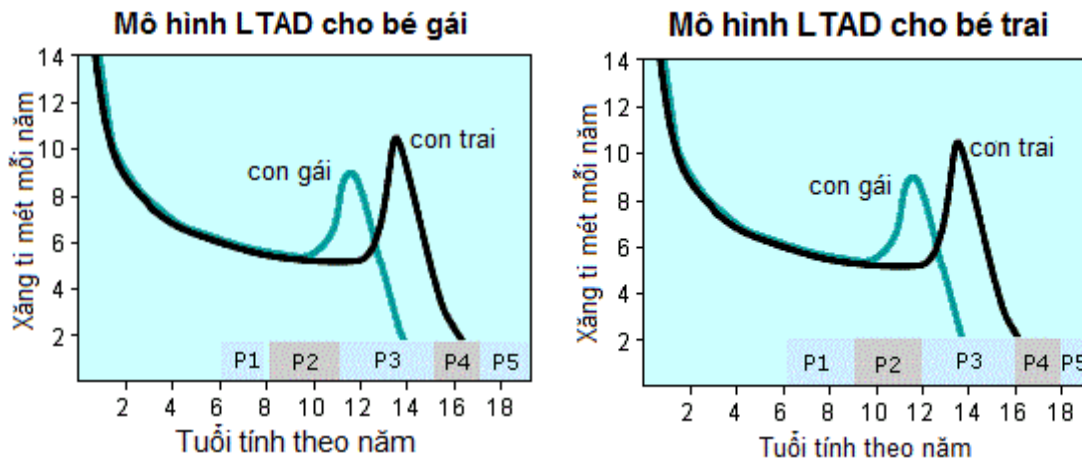 Mô hình LTAD cho bé gái
14
12
10
8
6
4
2
Xăng ti mét mỗi năm
con gái
con trai
P1
P2
P3
P4
P5
2 4 6 8 10 12 14 16 18
Tuổi tính theo năm
Mô hình LTAD cho bé trai
14
12
10
8
6
4
2
Xăng ti mét mỗi năm
con gái
con trai
P1
P2
P3
P4
P5
2 4 6 8 10 12 14 16 18
Tuổi tính theo năm